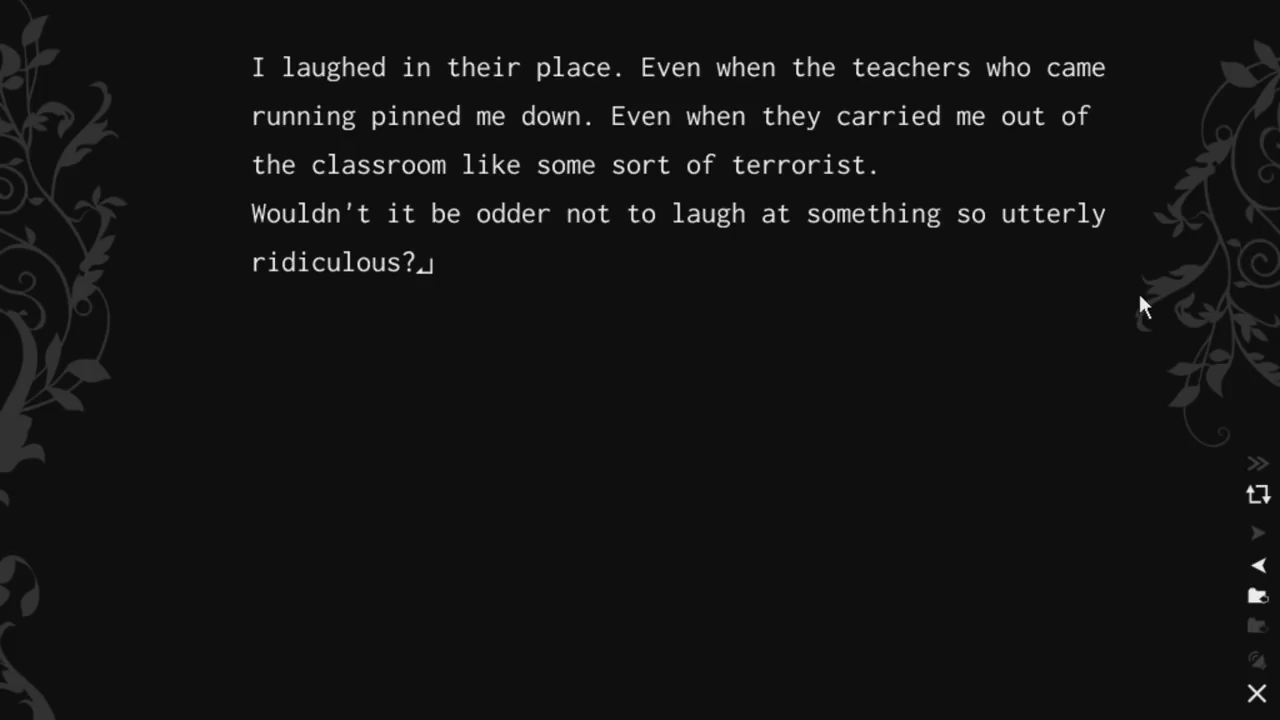 I laughed in their place. Even when the teachers who came
running pinned me down. Even when they carried me out of
the classroom like some sort of terrorist.
Wouldn't it be odder not to laugh at something so utterly
ridiculous?